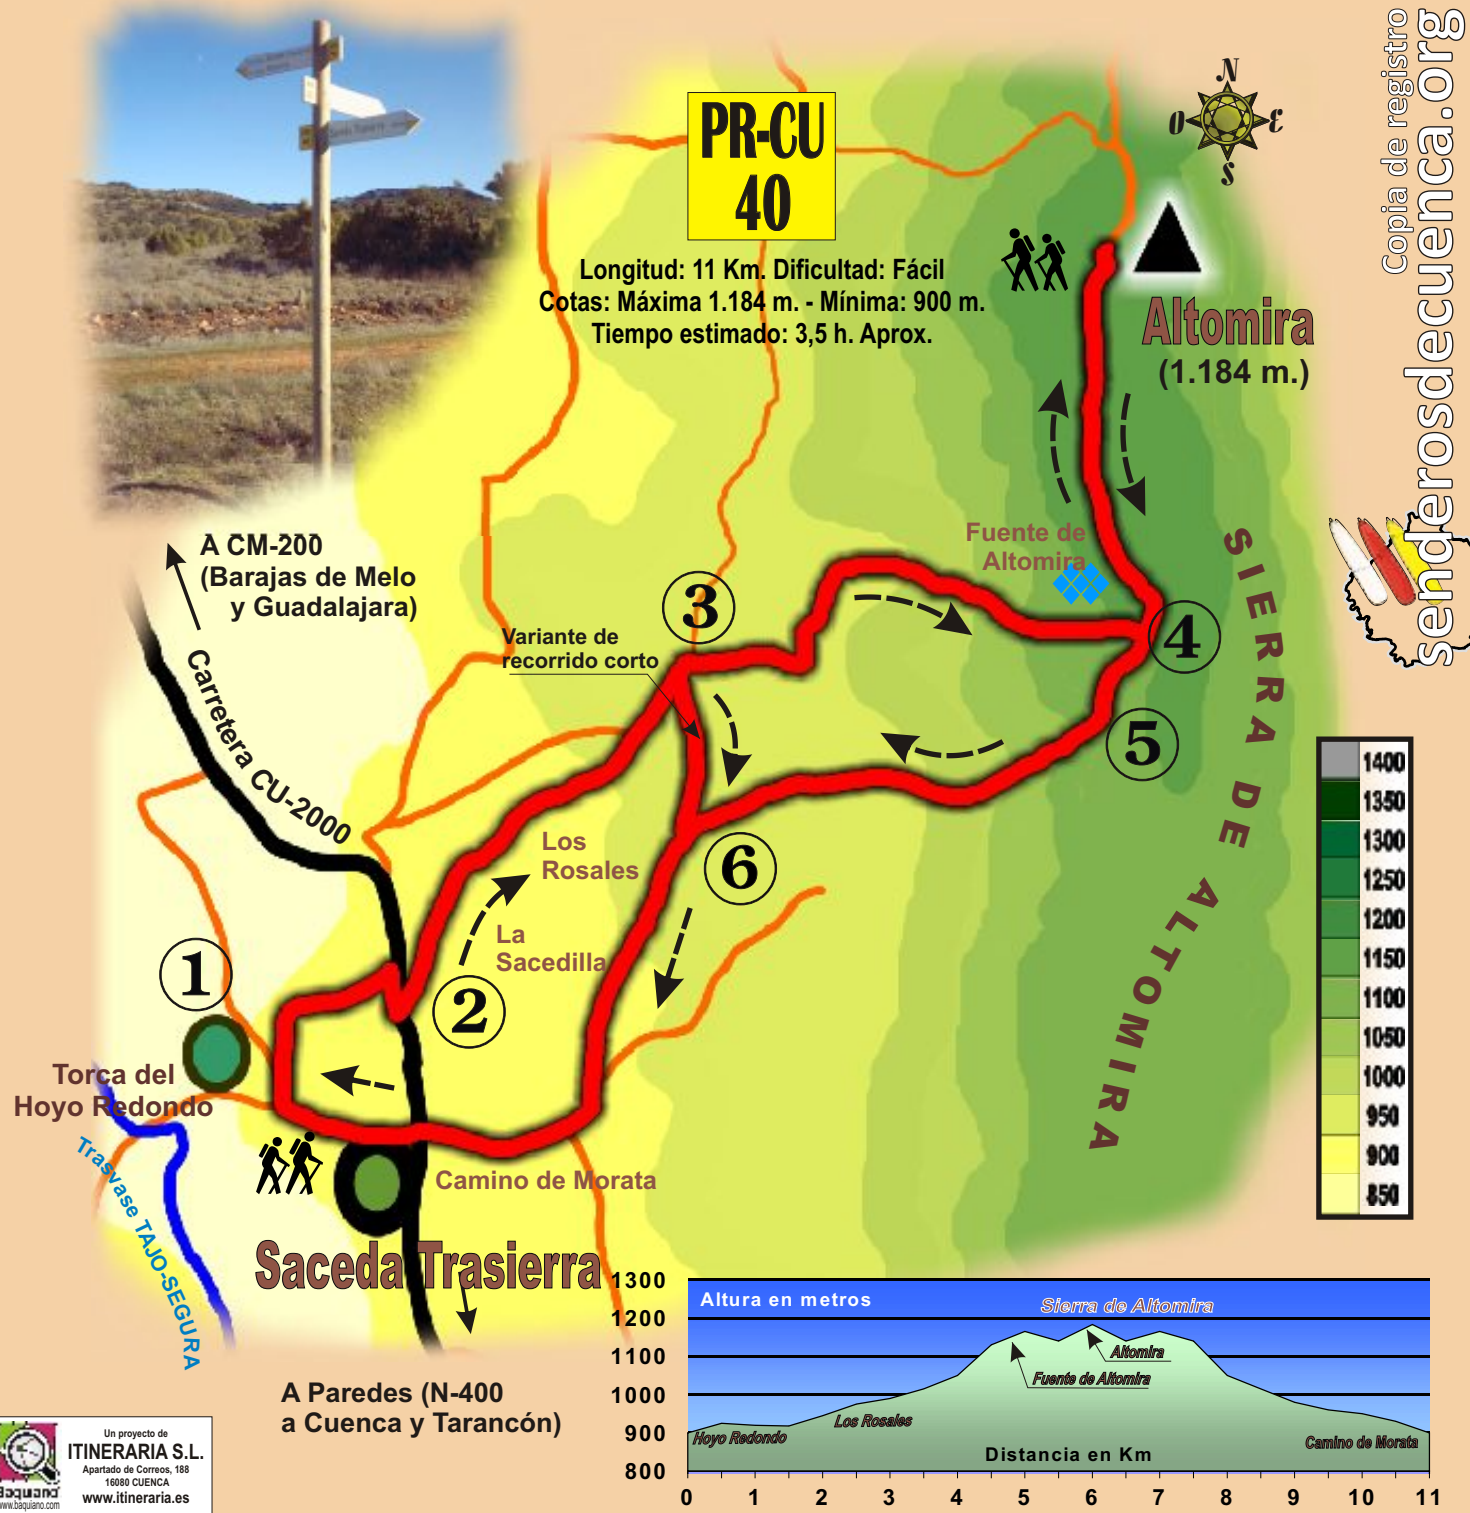 PR-CU
40
Longitud: 11 Km. Dificultad: Fácil
Cotas: Máxima 1.184 m. - Mínima: 900 m.
Tiempo estimado: 3,5 h. Aprox.
N
O
E
S
Copia de registro
senderosdecuenca.org
Altomira
(1.184 m.)
A CM-200
(Barajas de Melo
y Guadalajara)
Carretera CU-2000
Fuente de
Altomira
3
Variante de
recorrido corto
4
5
SIERRA DE ALTOMIRA
Los
Rosales
6
La
Sacedilla
1
2
Torca del
Hoyo Redondo
Trasvase TAJO-SEGURA
Camino de Morata
Saceda Trasierra
A Paredes (N-400
a Cuenca y Tarancón)
1400
1350
1300
1250
1200
1150
1100
1050
1000
950
900
850
1300
1200
1100
1000
900
800
Altura en metros
Sierra de Altomira
Altomira
Fuente de Altomira
Los Rosales
Hoyo Redondo
Camino de Morata
Distancia en Km
0 1 2 3 4 5 6 7 8 9 10 11
Un proyecto de
ITINERARIA S.L.
Apartado de Correos, 188
16080 CUENCA
www.itineraria.es
Baquiano
www.baquiano.com